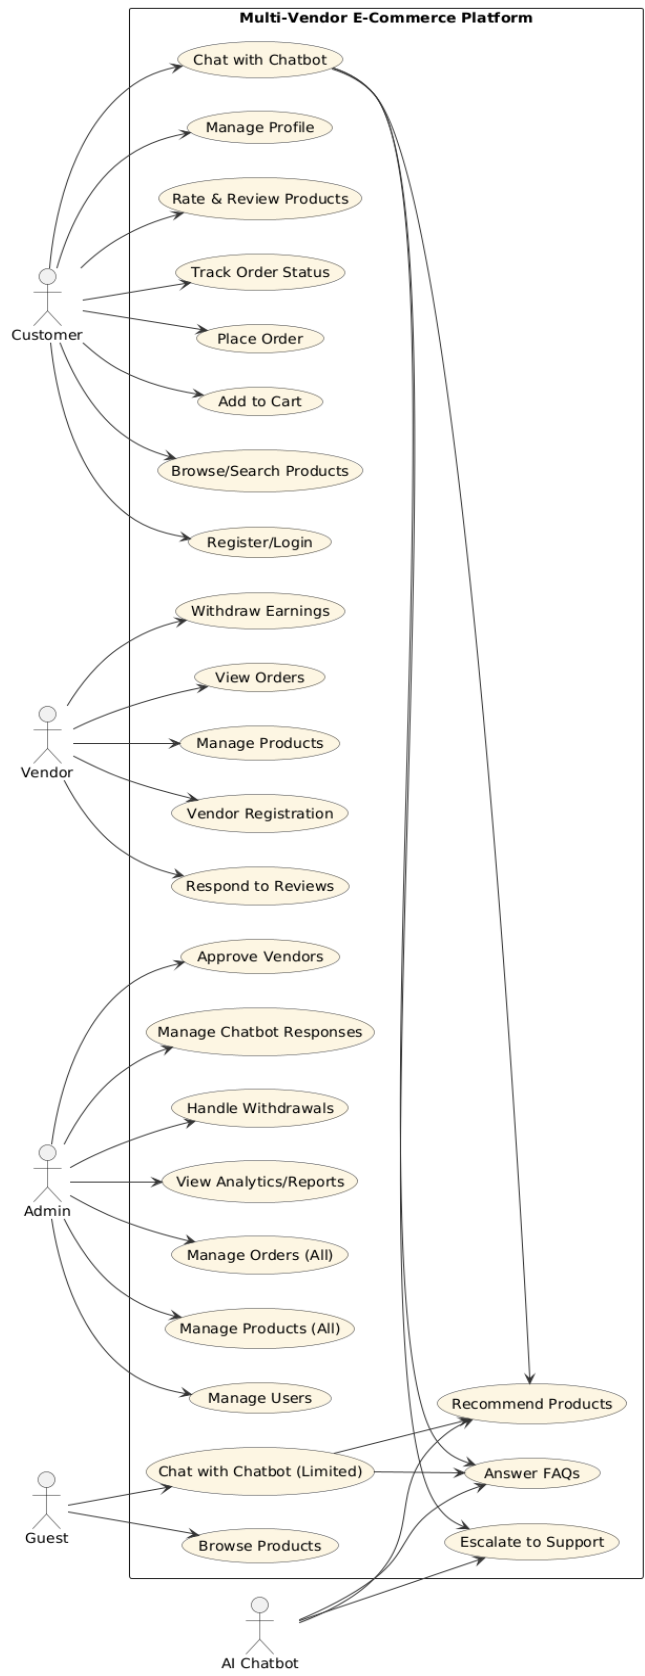 Multi-Vendor E-Commerce Platform
Chat with Chatbot
Manage Profile
Rate & Review Products
Track Order Status
Customer
Place Order
Add to Cart
Browse/Search Products
Register/Login
Withdraw Earnings
View Orders
Manage Products
Vendor
Vendor Registration
Respond to Reviews
Approve Vendors
Manage Chatbot Responses
Handle Withdrawals
View Analytics/Reports
Admin
Manage Orders (All)
Manage Products (All)
Manage Users
Recommend Products
Chat with Chatbot (Limited)
Answer FAQs
Guest
Browse Products
Escalate to Support
AI Chatbot